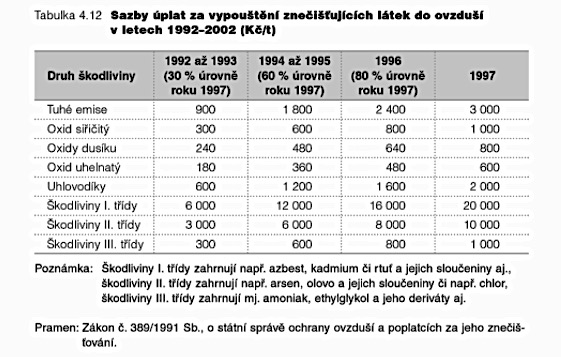 Tabulka 4.12 Sazby úplat za vypouštění znečišťujících látek do ovzduší
v letech 1992–2002 (Kč/t)
Druh škodliviny 1992 až 1993 (30 % úrovně roku 1997) 1994 až 1995 (60 % úrovně roku 1997) 1996 (80 % úrovně roku 1997) 1997
Tuhé emise 900 1 800 2 400 3 000
Oxid siřičitý 300 600 800 1 000
Oxidy dusíku 240 480 640 800
Oxid uhelnatý 180 360 480 600
Uhlovodíky 600 1 200 1 600 2 000
Škodliviny I. třídy 6 000 12 000 16 000 20 000
Škodliviny II. třídy 3 000 6 000 8 000 10 000
Škodliviny III. třídy 300 600 800 1 000
Poznámka: Škodliviny I. třídy zahrnují např. azbest, kadmium či rtuť a jejich sloučeniny aj.,
škodliviny II. třídy zahrnují např. arsen, olovo a jejich sloučeniny či např. chlor,
škodliviny III. třídy zahrnují mj. amoniak, ethylglykol a jeho deriváty aj.
Pramen: Zákon č. 389/1991 Sb., o státní správě ochrany ovzduší a poplatcích za jeho znečiš-
ťování.